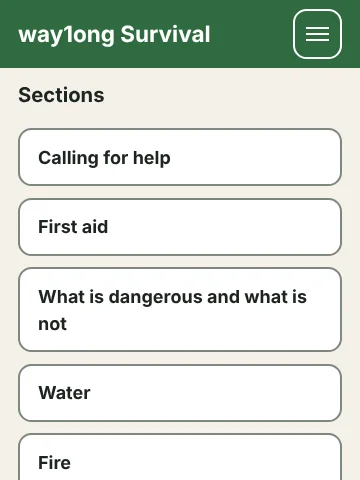 way1ong Survival
Sections
Calling for help
First aid
What is dangerous and what is
not
Water
Fire